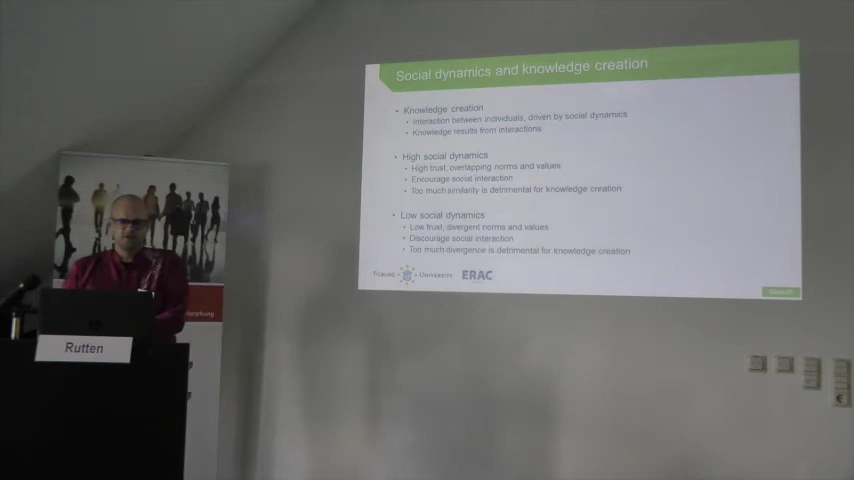 Social dynamics and knowledge creation
• Knowledge creation
• Interaction between individuals, driven by social dynamics
• Knowledge results from interactions
• High social dynamics
• High trust, overlapping norms and values
• Encourage social interaction
• Too much similarity is detrimental for knowledge creation
• Low social dynamics
• Low trust, divergent norms and values
• Discourage social interaction
• Too much divergence is detrimental for knowledge creation
TILBURG UNIVERSITY ERAC
forschung
Rutten